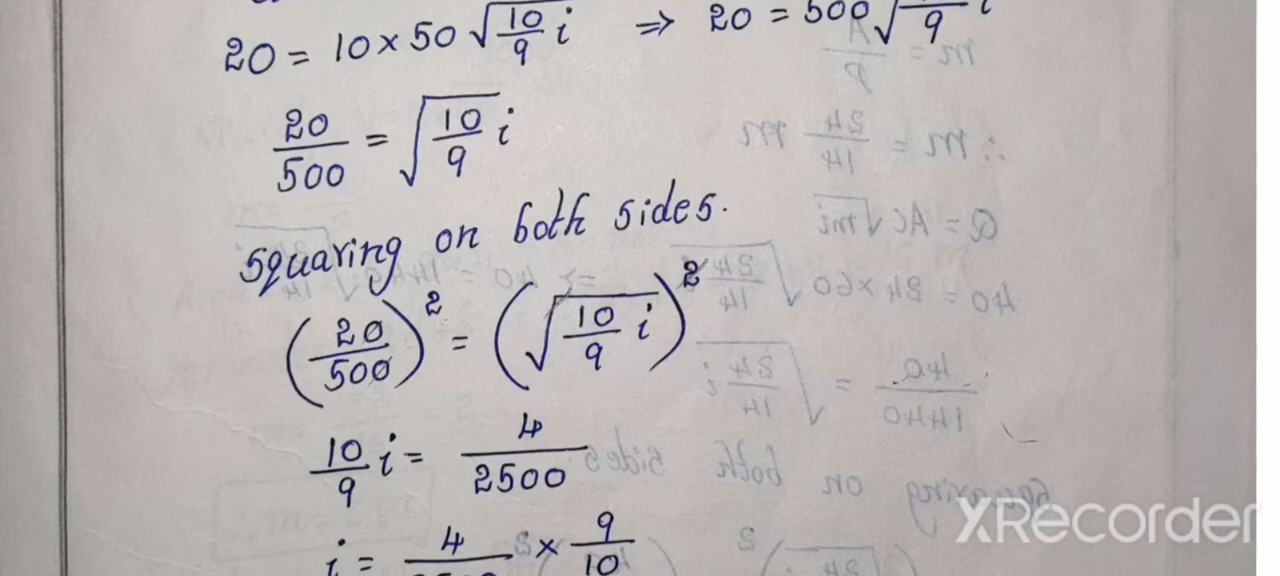 20 = 10 × 50 √(10/9) i ⇒ 20 = 500 √(10/9) i
20/500 = √(10/9) i
squaring on both sides.
(20/500)² = (√(10/9 i))²
10/9 i = 4/2500
i = 4/2500 × 9/10
XRecorder